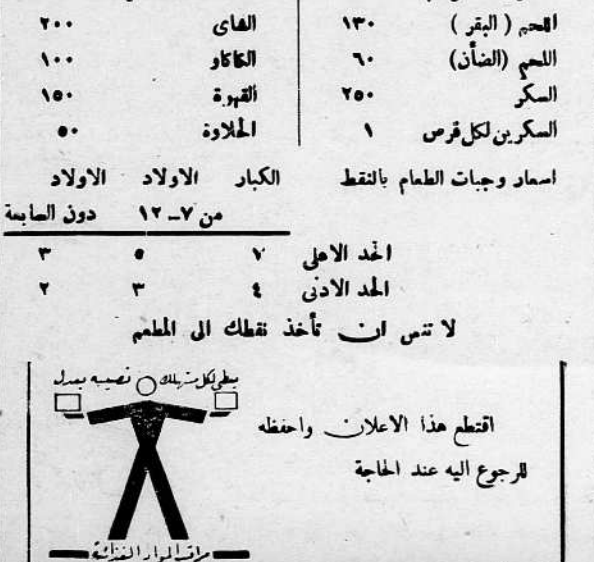 اللحم ( البقر ) ١٣٠
اللحم (الضأن) ٦٠
السكر ٢٥٠
السكرين لكل قرص ١
الشاى ٢٠٠
الكاكاو ١٠٠
القهوة ١٥٠
الحلاوة ٥٠
اسعار وجبات الطعام بالنقط الكبار الاولاد الاولاد
من ٧ــ١٢ دون السابعة
الحد الاعلى ٧ ٥ ٣
الحد الادنى ٤ ٣ ٢
لا تنس ان تأخذ نقطك الى المطعم
اقتطع هذا الاعلان واحفظه
للرجوع اليه عند الحاجة
يعطى لكل مستهلك نصيبه بعدل
مراقب المواد الغذائية